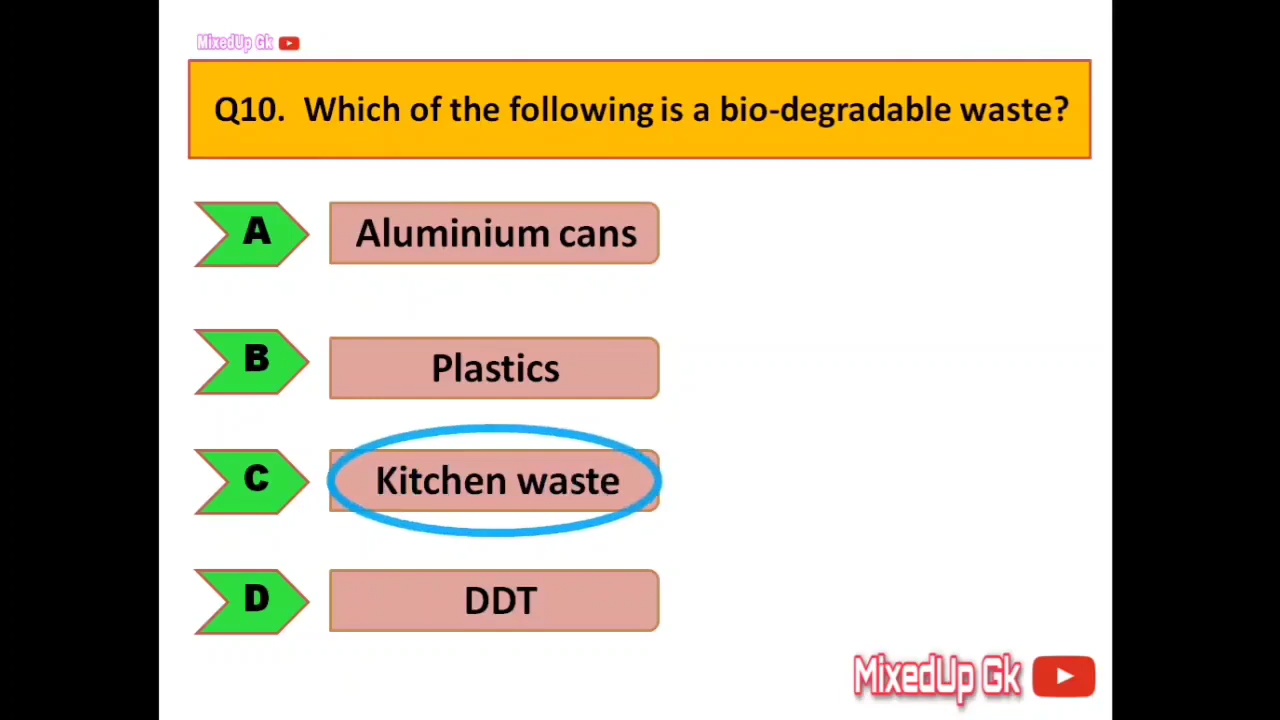 MixedUp Gk
Q10. Which of the following is a bio-degradable waste?
A Aluminium cans
B Plastics
C Kitchen waste
D DDT
MixedUp Gk